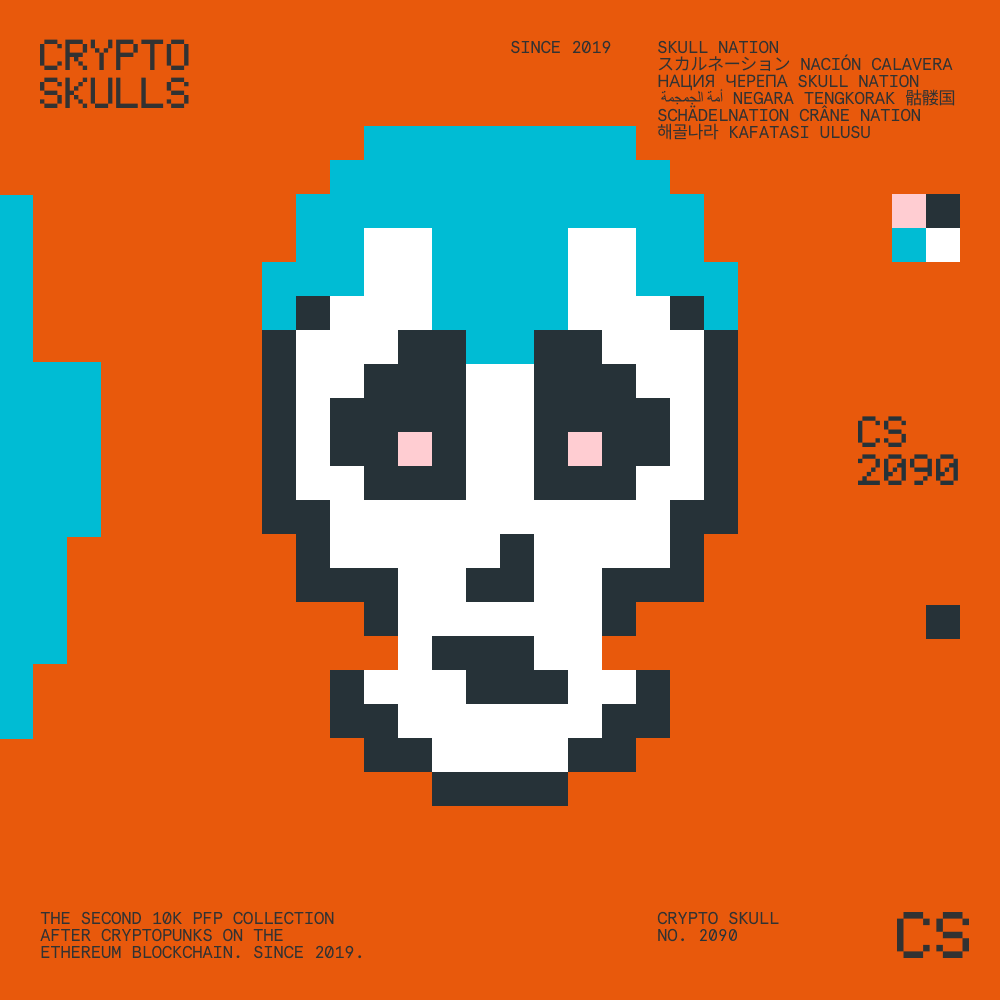 CRYPTO
SKULLS
SINCE 2019
SKULL NATION
スカルネーション NACIÓN CALAVERA
НАЦИЯ ЧЕРЕПА SKULL NATION
أمة الجمجمة NEGARA TENGKORAK 骷髅国
SCHÄDELNATION CRÂNE NATION
해골나라 KAFATASI ULUSU
CS
2090
THE SECOND 10K PFP COLLECTION
AFTER CRYPTOPUNKS ON THE
ETHEREUM BLOCKCHAIN. SINCE 2019.
CRYPTO SKULL
NO. 2090
CS